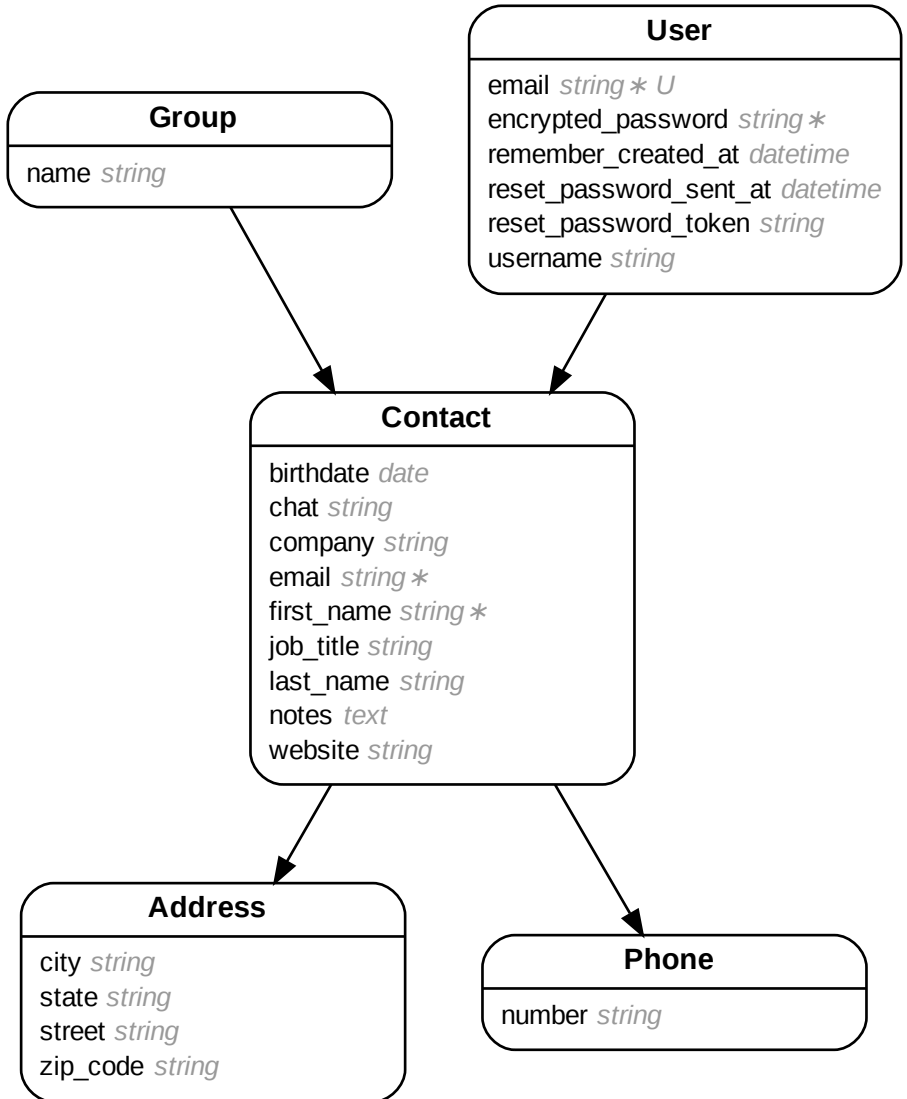 User
email string∗ U
encrypted_password string∗
remember_created_at datetime
reset_password_sent_at datetime
reset_password_token string
username string
Group
name string
Contact
birthdate date
chat string
company string
email string∗
first_name string∗
job_title string
last_name string
notes text
website string
Address
city string
state string
street string
zip_code string
Phone
number string